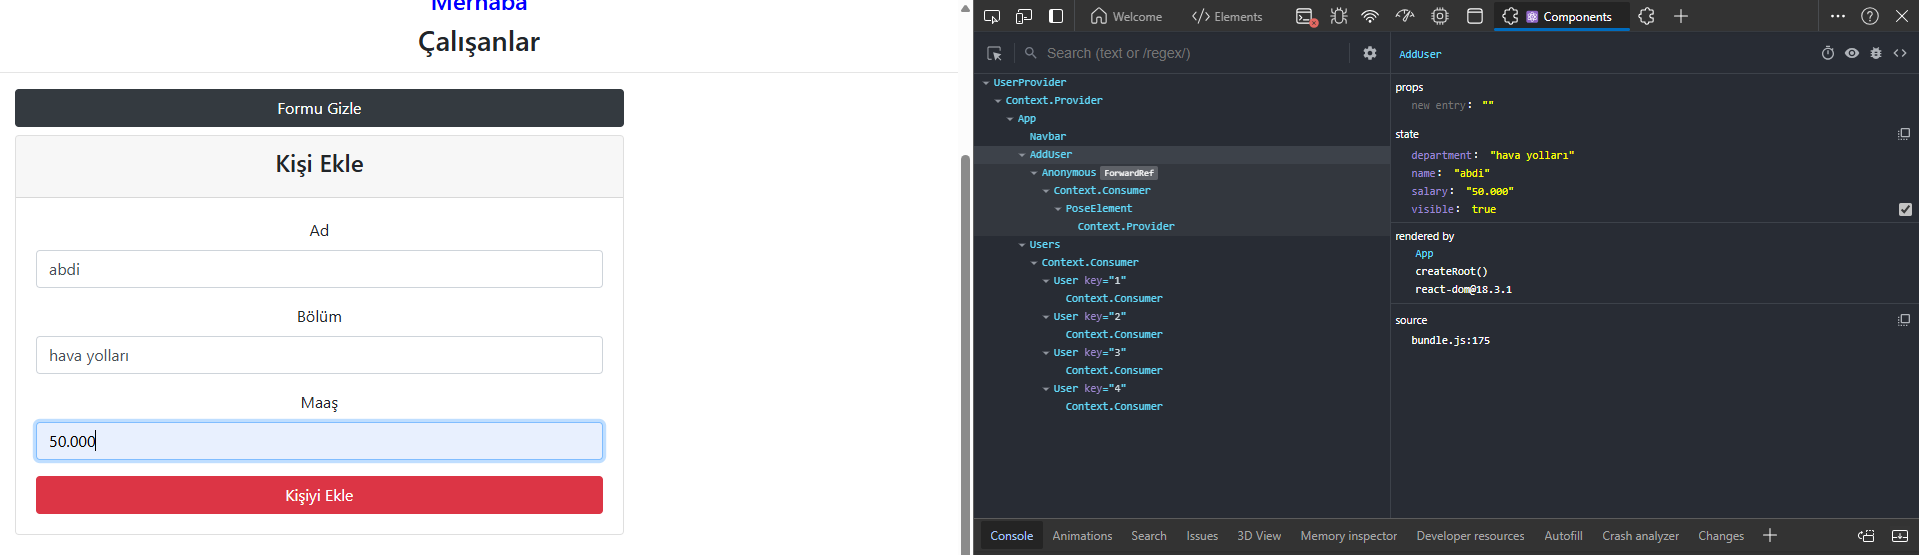 Merhaba
Çalışanlar
Formu Gizle
Kişi Ekle
Ad
abdi
Bölüm
hava yolları
Maaş
50.000
Kişiyi Ekle
Welcome
Elements
Components
Search (text or /regex/)
UserProvider
Context.Provider
App
Navbar
AddUser
Anonymous ForwardRef
Context.Consumer
PoseElement
Context.Provider
Users
Context.Consumer
User key="1"
Context.Consumer
User key="2"
Context.Consumer
User key="3"
Context.Consumer
User key="4"
Context.Consumer
AddUser
props
new entry: ""
state
department: "hava yolları"
name: "abdi"
salary: "50.000"
visible: true
rendered by
App
createRoot()
react-dom@18.3.1
source
bundle.js:175
Console Animations Search Issues 3D View Memory inspector Developer resources Autofill Crash analyzer Changes